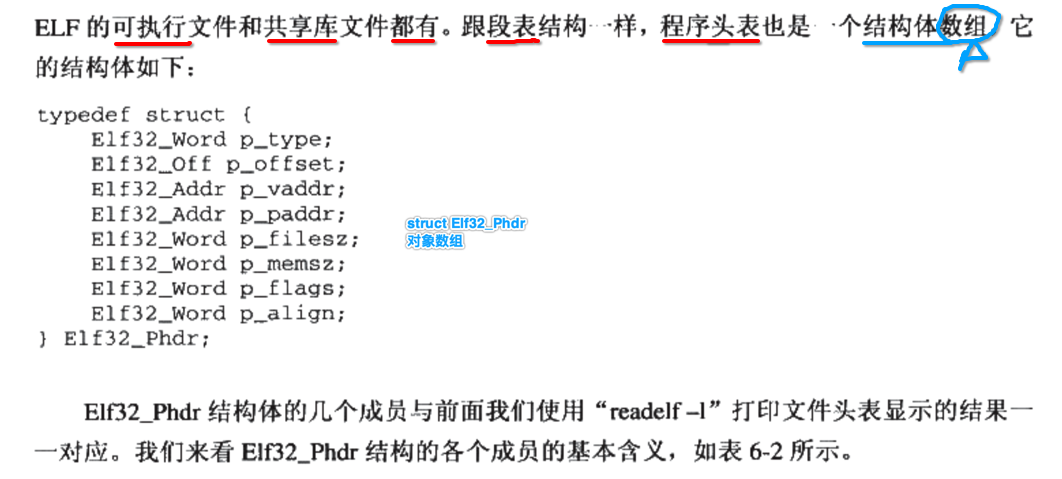 ELF 的可执行文件和共享库文件都有。跟段表结构一样，程序头表也是一个结构体数组，它
的结构体如下：
typedef struct {
Elf32_Word p_type;
Elf32_Off p_offset;
Elf32_Addr p_vaddr;
Elf32_Addr p_paddr;
Elf32_Word p_filesz;
Elf32_Word p_memsz;
Elf32_Word p_flags;
Elf32_Word p_align;
} Elf32_Phdr;
struct Elf32_Phdr
对象数组
Elf32_Phdr 结构体的几个成员与前面我们使用“readelf –l”打印文件头表显示的结果一
一对应。我们来看 Elf32_Phdr 结构的各个成员的基本含义，如表 6-2 所示。